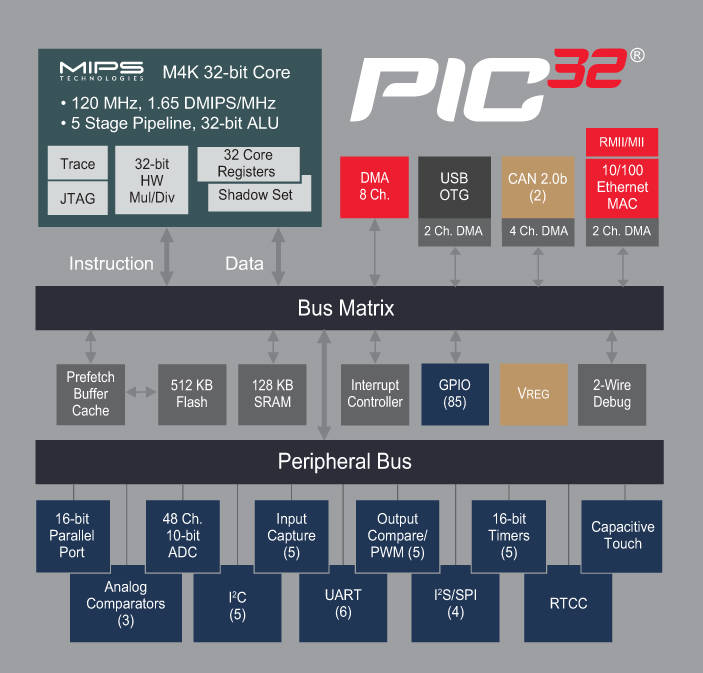 MIPS
TECHNOLOGIES
M4K 32-bit Core
• 120 MHz, 1.65 DMIPS/MHz
• 5 Stage Pipeline, 32-bit ALU
Trace
JTAG
32-bit
HW
Mul/Div
32 Core
Registers
Shadow Set
PIC32®
DMA
8 Ch.
USB
OTG
2 Ch. DMA
CAN 2.0b
(2)
4 Ch. DMA
RMII/MII
10/100
Ethernet
MAC
2 Ch. DMA
Instruction
Data
Bus Matrix
Prefetch
Buffer
Cache
512 KB
Flash
128 KB
SRAM
Interrupt
Controller
GPIO
(85)
VREG
2-Wire
Debug
Peripheral Bus
16-bit
Parallel
Port
48 Ch.
10-bit
ADC
Input
Capture
(5)
Output
Compare/
PWM (5)
16-bit
Timers
(5)
Capacitive
Touch
Analog
Comparators
(3)
I²C
(5)
UART
(6)
I²S/SPI
(4)
RTCC